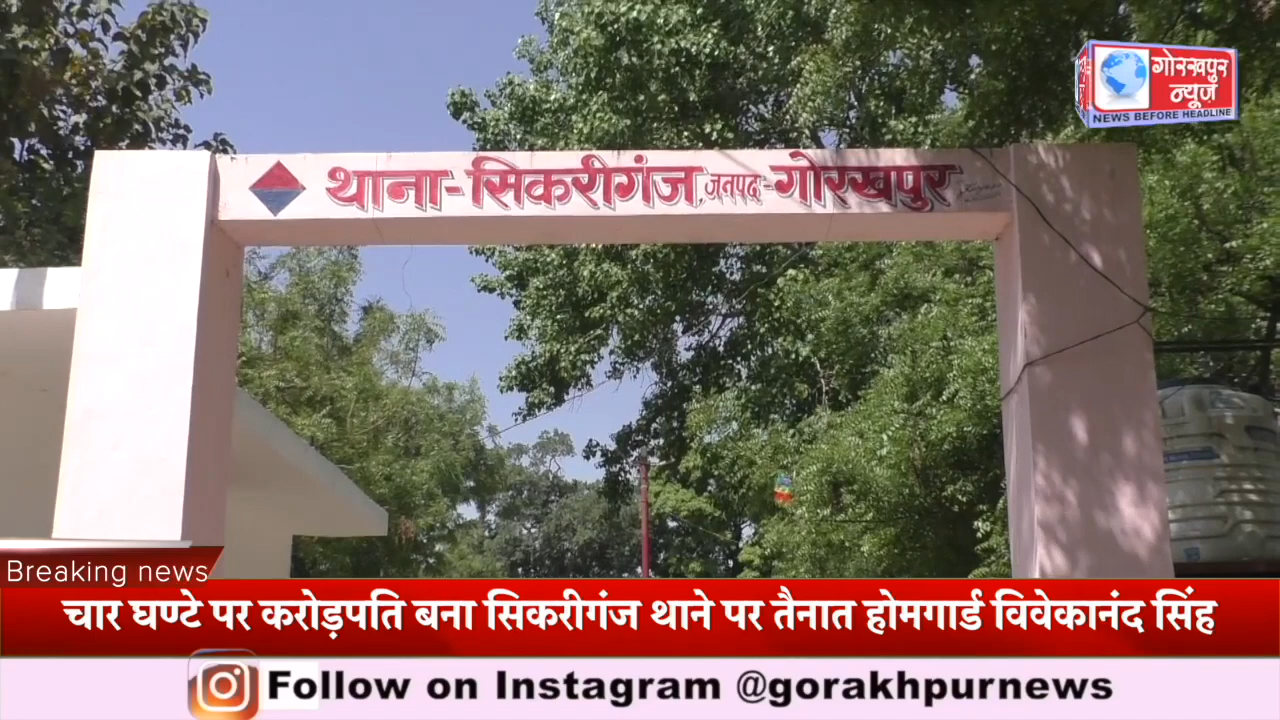 गोरखपुर
न्यूज़
NEWS BEFORE HEADLINE
थाना-सिकरीगंज, जनपद-गोरखपुर
Breaking news
चार घण्टे पर करोड़पति बना सिकरीगंज थाने पर तैनात होमगार्ड विवेकानंद सिंह
Follow on Instagram @gorakhpurnews